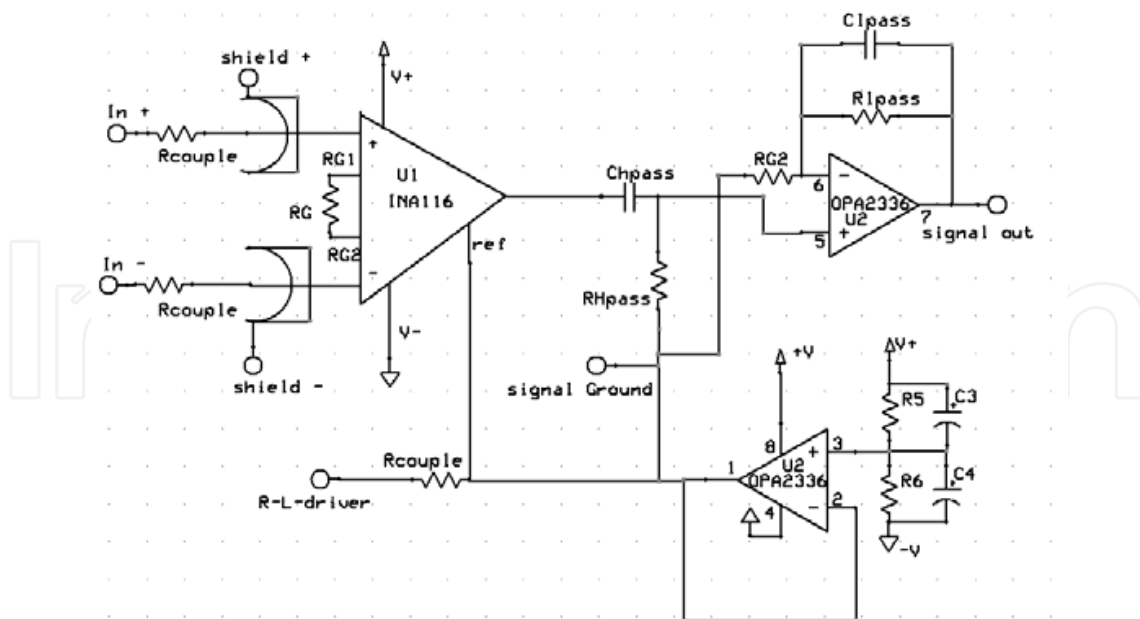 Clpass
shield +
V+
In +
Rlpass
Rcouple
+
RG1
U1
INA116
RG
RG2
-
Chpass
RG2
6
-
OPA2336
U2
7
5
+
signal out
ref
In -
Rcouple
RHpass
V-
shield -
signal Ground
+V
V+
R5
C3
+
8
+
3
U2
1
OPA2336
R6
C4
+
4
-
2
-V
Rcouple
R-L-driver